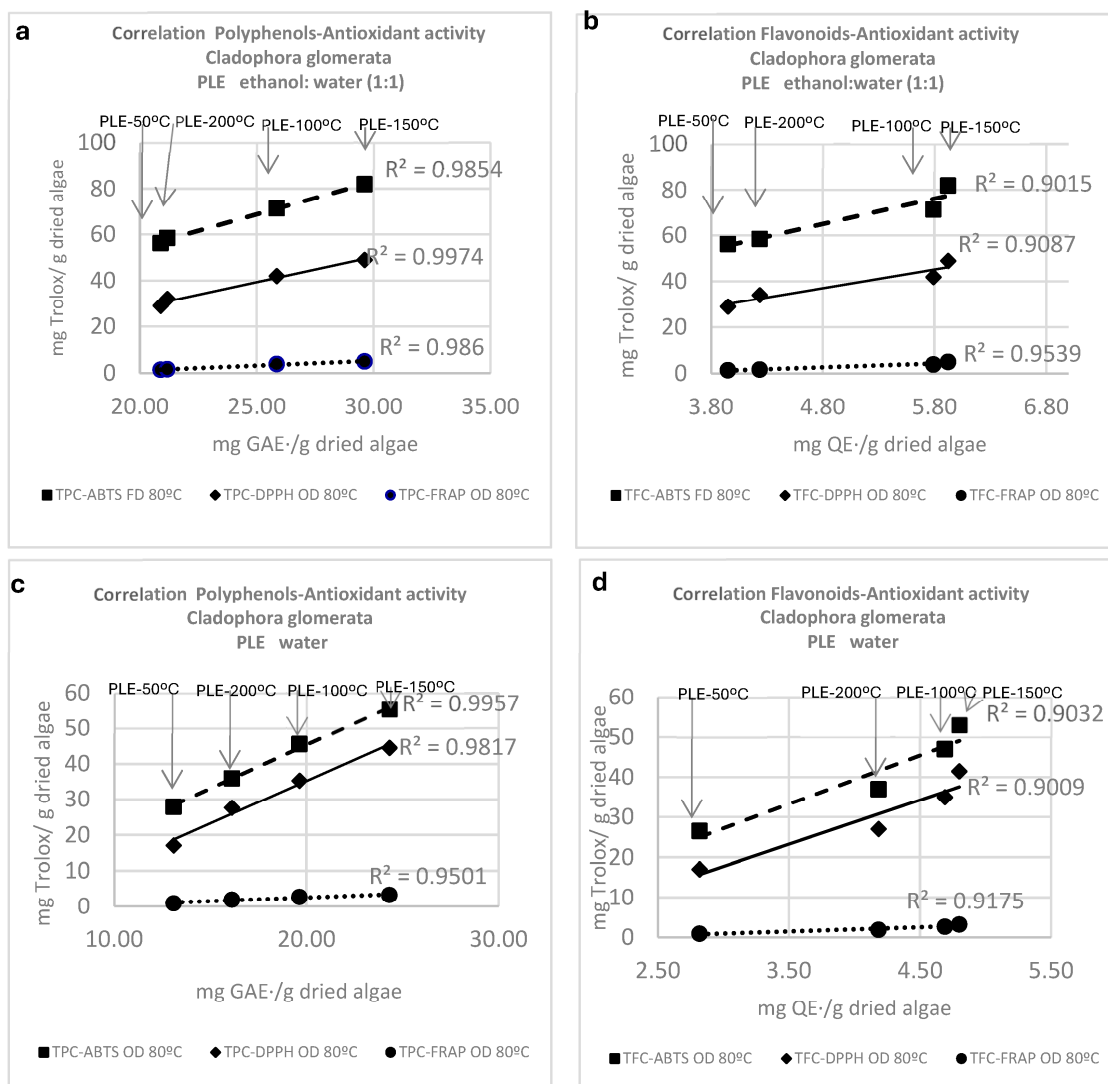 a
Correlation Polyphenols-Antioxidant activity
Cladophora glomerata
PLE ethanol: water (1:1)
PLE-50ºC
PLE-200ºC
PLE-100ºC
PLE-150ºC
100
80
60
40
20
0
mg Trolox/ g dried algae
R² = 0.9854
R² = 0.9974
R² = 0.986
20.00 25.00 30.00 35.00
mg GAE·/g dried algae
TPC-ABTS FD 80ºC TPC-DPPH OD 80ºC TPC-FRAP OD 80ºC
b
Correlation Flavonoids-Antioxidant activity
Cladophora glomerata
PLE ethanol:water (1:1)
PLE-50ºC
PLE-200ºC
PLE-100ºC
PLE-150ºC
100
80
60
40
20
0
mg Trolox/ g dried algae
R² = 0.9015
R² = 0.9087
R² = 0.9539
3.80 4.80 5.80 6.80
mg QE·/g dried algae
TFC-ABTS FD 80ºC TFC-DPPH OD 80ºC TFC-FRAP OD 80ºC
c
Correlation Polyphenols-Antioxidant activity
Cladophora glomerata
PLE water
PLE-50ºC
PLE-200ºC
PLE-100ºC
PLE-150ºC
60
50
40
30
20
10
0
mg Trolox/ g dried algae
R² = 0.9957
R² = 0.9817
R² = 0.9501
10.00 20.00 30.00
mg GAE·/g dried algae
TPC-ABTS OD 80ºC TPC-DPPH OD 80ºC TPC-FRAP OD 80ºC
d
Correlation Flavonoids-Antioxidant activity
Cladophora glomerata
PLE water
PLE-50ºC
PLE-200ºC
PLE-100ºC
PLE-150ºC
60
50
40
30
20
10
0
mg Trolox/ g dried algae
R² = 0.9032
R² = 0.9009
R² = 0.9175
2.50 3.50 4.50 5.50
mg QE·/g dried algae
TFC-ABTS OD 80ºC TFC-DPPH OD 80ºC TFC-FRAP OD 80ºC